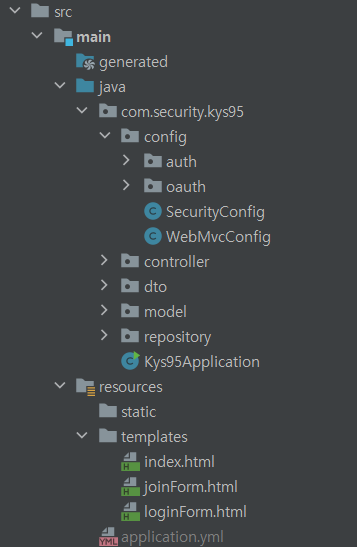 src
main
generated
java
com.security.kys95
config
auth
oauth
C SecurityConfig
C WebMvcConfig
controller
dto
model
repository
C Kys95Application
resources
static
templates
H index.html
H joinForm.html
H loginForm.html
YML application.yml